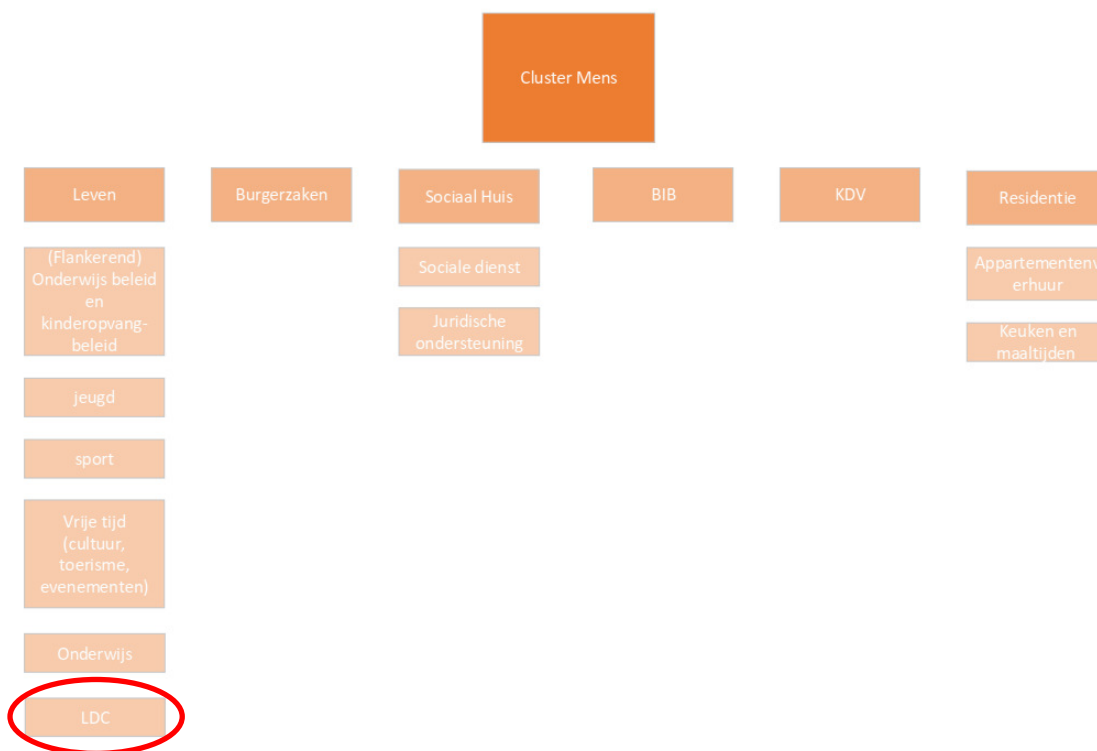 Cluster Mens
Leven
Burgerzaken
Sociaal Huis
BIB
KDV
Residentie
(Flankerend)
Onderwijs beleid
en
kinderopvang-
beleid
jeugd
sport
Vrije tijd
(cultuur,
toerisme,
evenementen)
Onderwijs
LDC
Sociale dienst
Juridische
ondersteuning
Appartementenv
erhuur
Keuken en
maaltijden